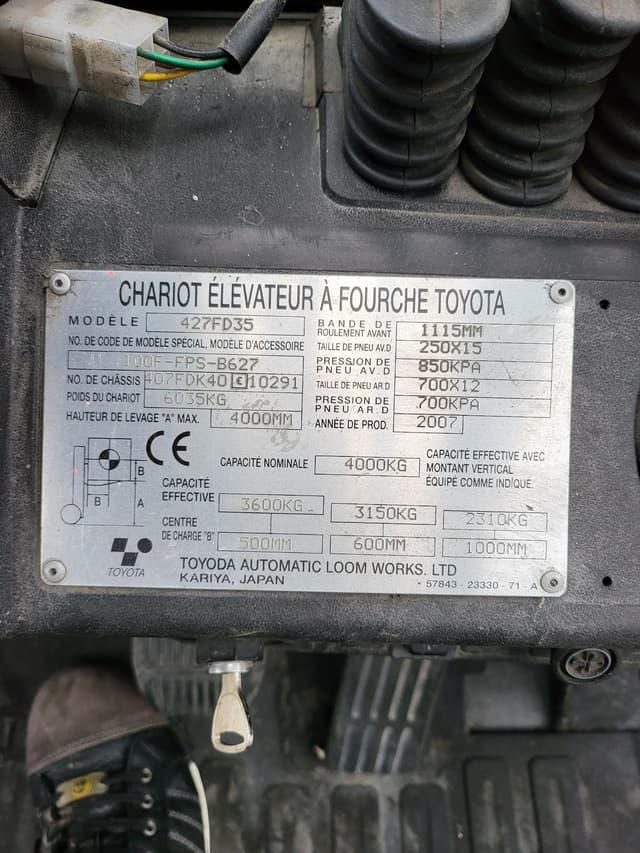 CHARIOT ÉLÉVATEUR À FOURCHE TOYOTA
MODÈLE 427FD35
NO. DE CODE DE MODÈLE SPÉCIAL, MODÈLE D'ACCESSOIRE
100F-FPS-B627
NO. DE CHÂSSIS 407FDK40 E 10291
POIDS DU CHARIOT 6035KG
HAUTEUR DE LEVAGE "A" MAX. 4000MM
BANDE DE ROULEMENT AVANT 1115MM
TAILLE DE PNEU AV.D 250X15
PRESSION DE PNEU AV.D 850KPA
TAILLE DE PNEU AR.D 700X12
PRESSION DE PNEU AR.D 700KPA
ANNÉE DE PROD. 2007
CE
B
B
A
CAPACITÉ NOMINALE 4000KG
CAPACITÉ EFFECTIVE AVEC
MONTANT VERTICAL
ÉQUIPÉ COMME INDIQUÉ.
CAPACITÉ EFFECTIVE 3600KG 3150KG 2310KG
CENTRE DE CHARGE "B" 500MM 600MM 1000MM
TOYOTA
TOYODA AUTOMATIC LOOM WORKS. LTD
KARIYA, JAPAN
• 57843 - 23330 - 71 - A